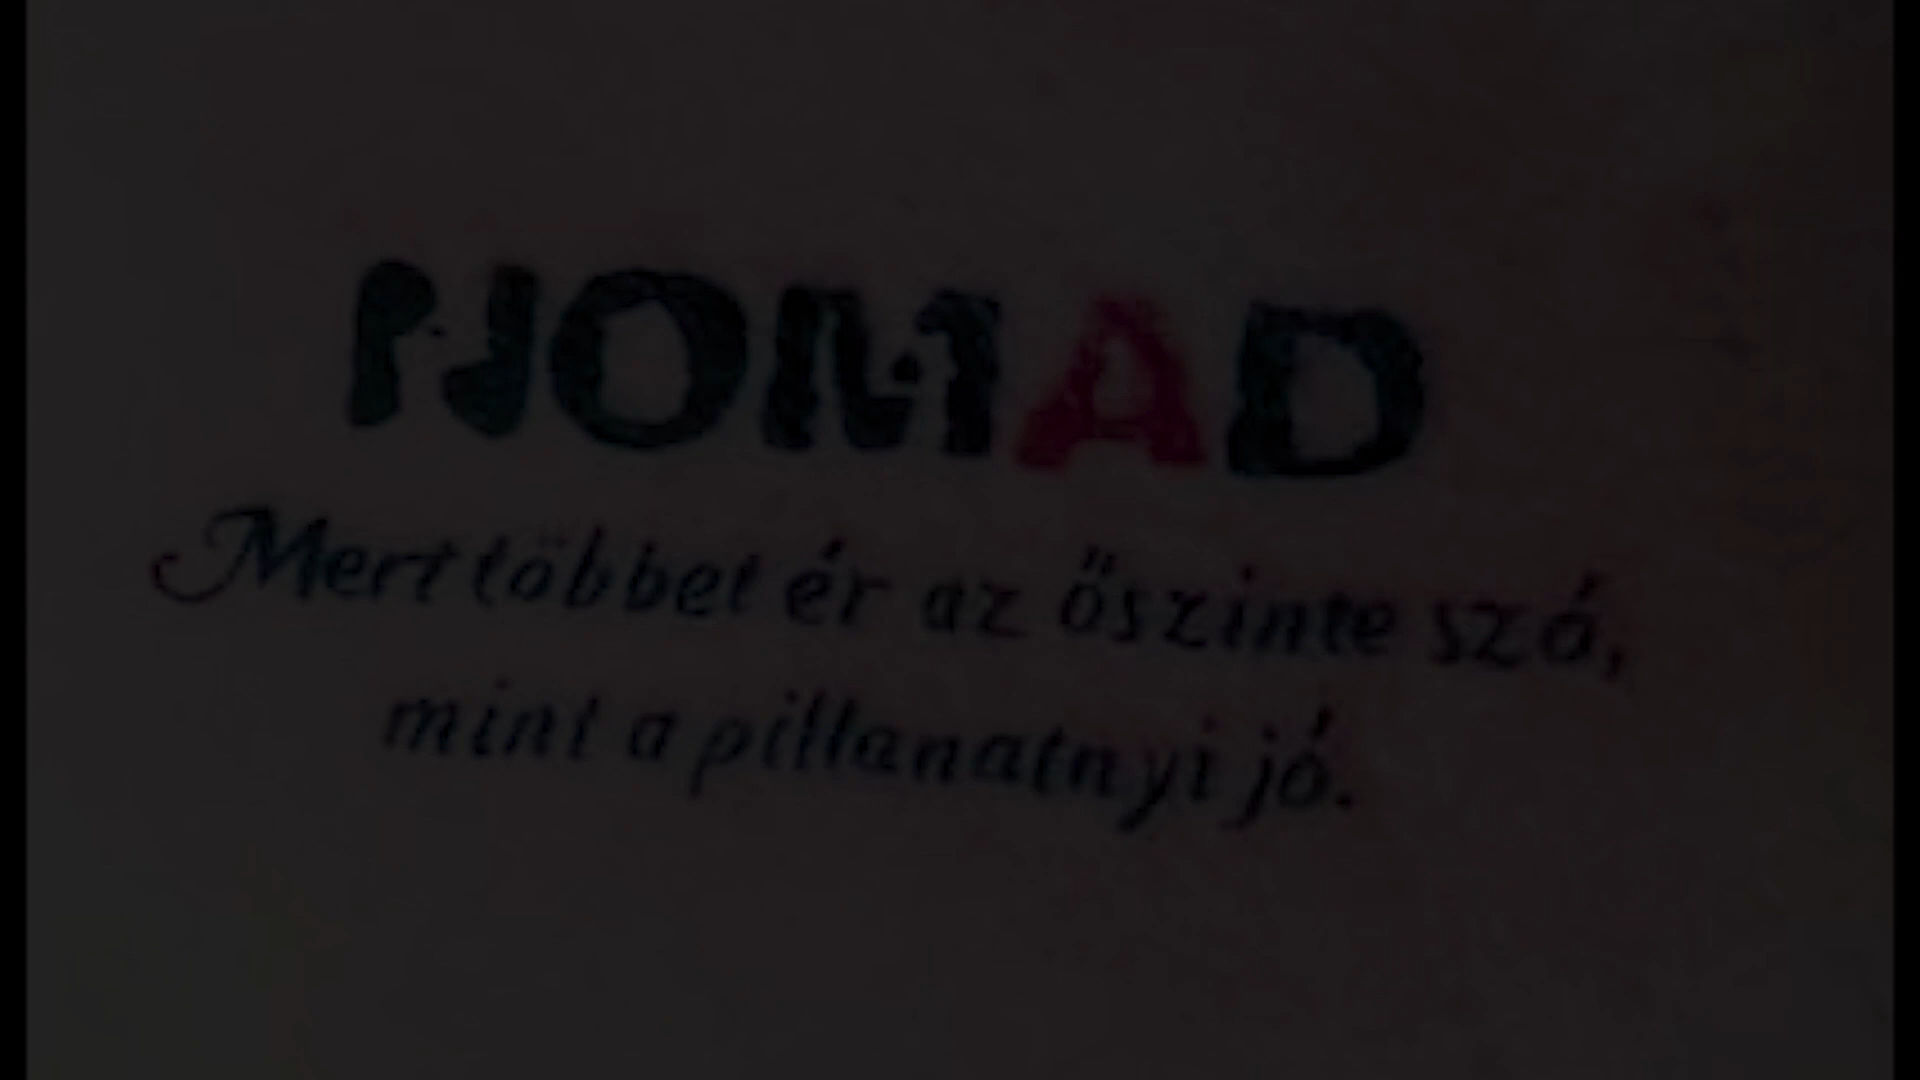 NOMAD
Mert többet ér az őszinte szó,
mint a pillanatnyi jó.